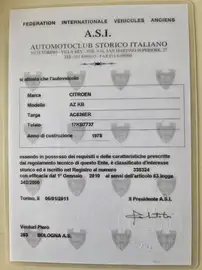 FEDERATION INTERNATIONALE VEHICULES ANCIENS
A.S.I.
AUTOMOTOCLUB STORICO ITALIANO
Si attesta che l'autoveicolo
Marca CITROEN
Modello AZ KB
Targa
Telaio
Anno di costruzione 1978
essendo in possesso dei requisiti e delle caratteristiche prescritte
dal regolamento tecnico di questo Ente, è classificato d'interesse
storico ed è iscritto nel Registro al numero
con efficacia dal 1° Gennaio 2010 ai sensi dell'articolo 63 legge
342/2000
Torino, il Il Presidente A.S.I.
Venturi Piero
BOLOGNA A.S.